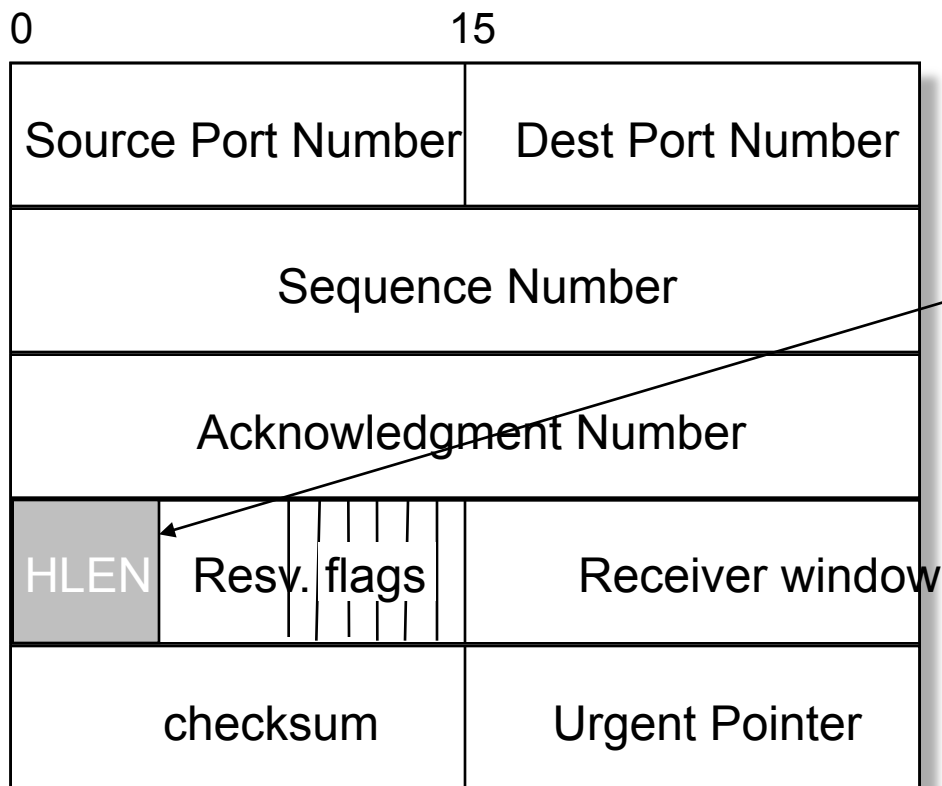 0 15
Source Port Number Dest Port Number
Sequence Number
Acknowledgment Number
HLEN Resv. flags Receiver window
checksum Urgent Pointer